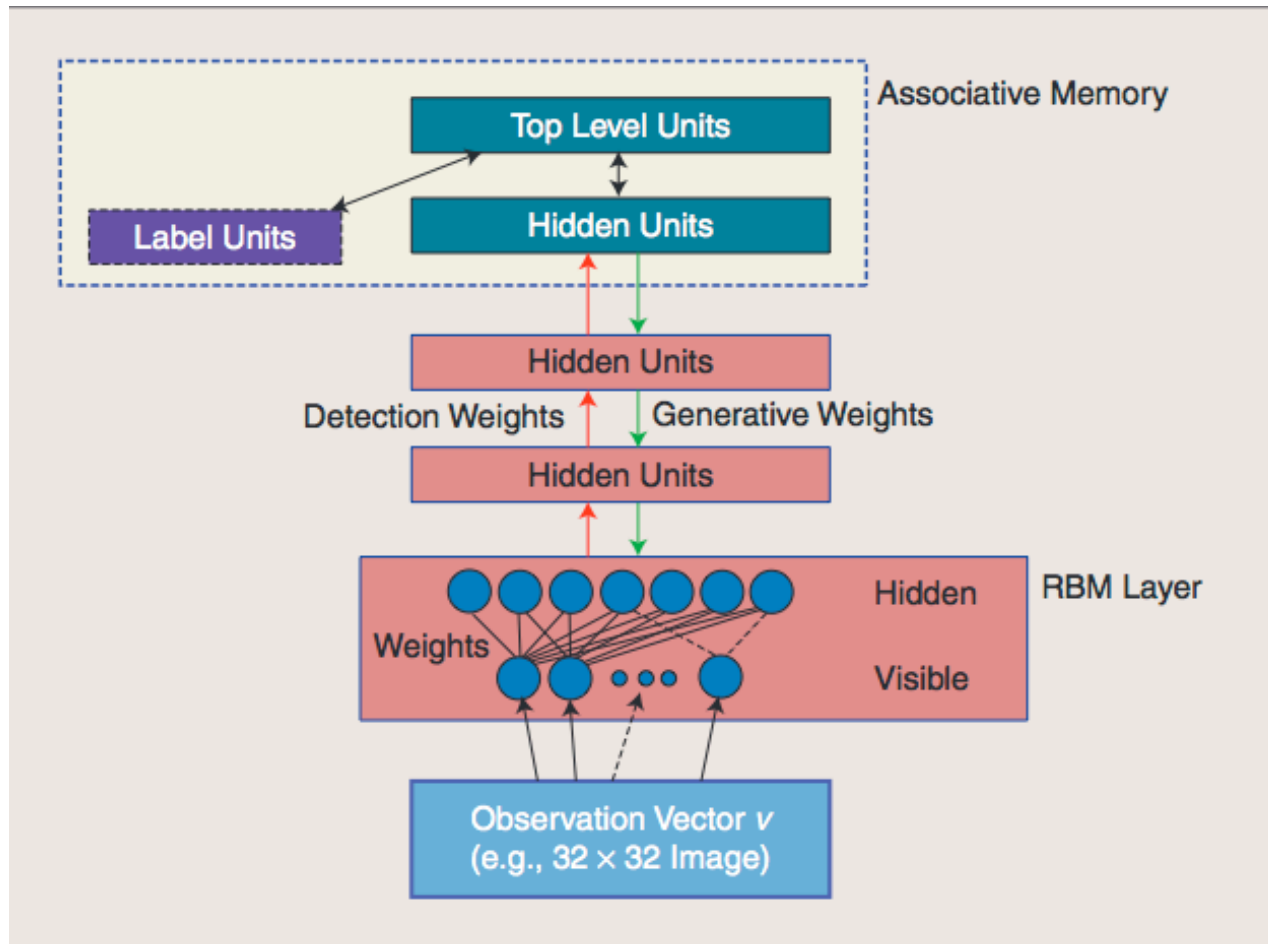 Associative Memory
Top Level Units
Label Units
Hidden Units
Hidden Units
Detection Weights
Generative Weights
Hidden Units
Hidden
RBM Layer
Weights
Visible
Observation Vector v
(e.g., 32 × 32 Image)